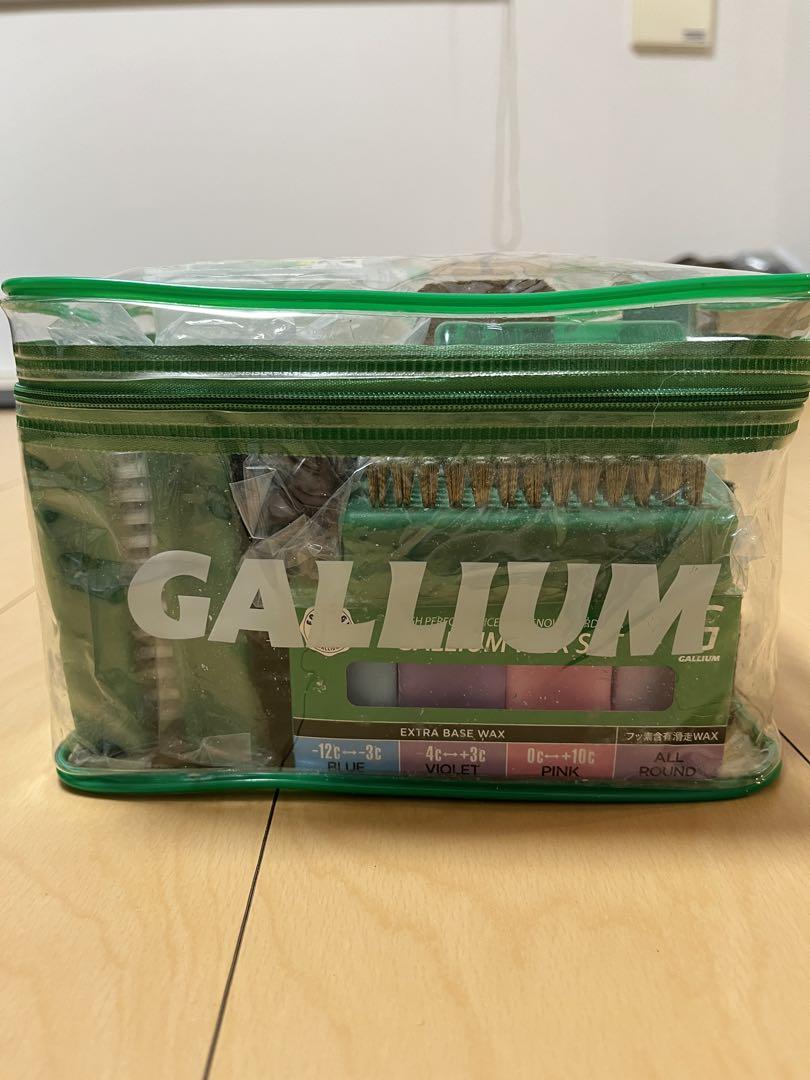 GALLIUM
GALLIUM
GALLIUM
EXTRA BASE WAX
フッ素含有滑走WAX
-12c↔-3c
BLUE
-4c↔+3c
VIOLET
0c↔+10c
PINK
ALL
ROUND